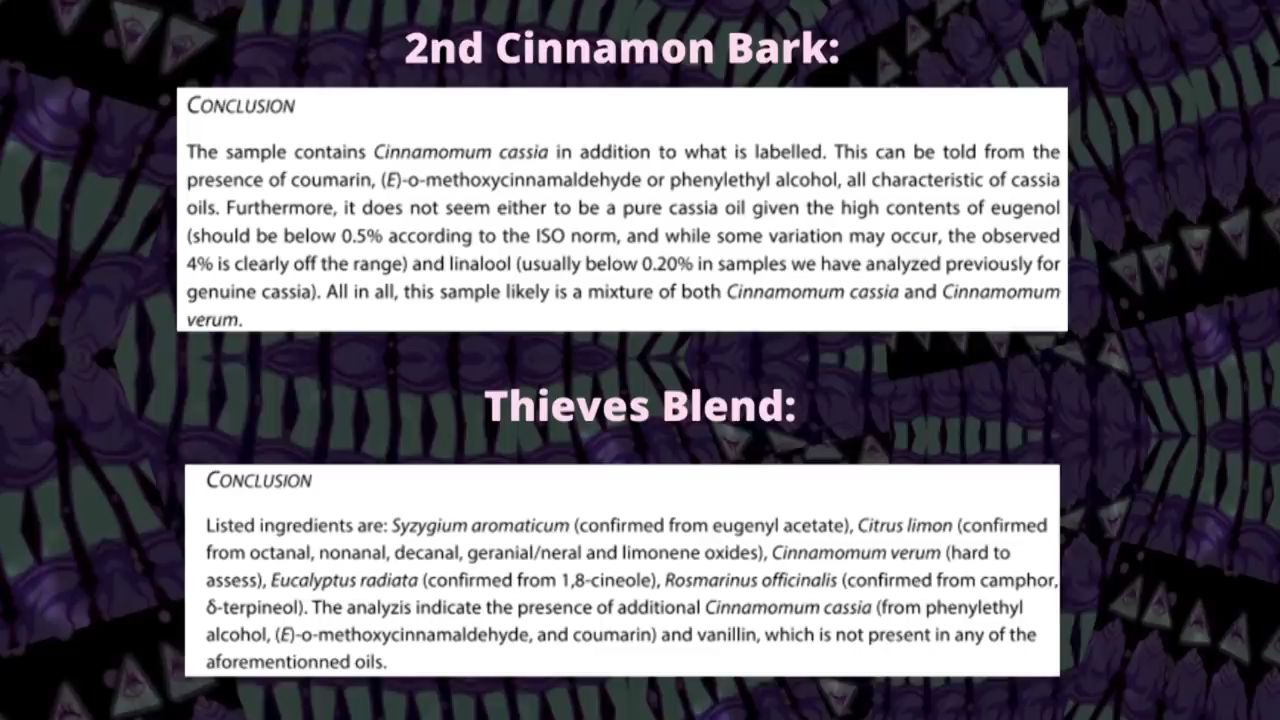 2nd Cinnamon Bark:
CONCLUSION
The sample contains Cinnamomum cassia in addition to what is labelled. This can be told from the
presence of coumarin, (E)-o-methoxycinnamaldehyde or phenylethyl alcohol, all characteristic of cassia
oils. Furthermore, it does not seem either to be a pure cassia oil given the high contents of eugenol
(should be below 0.5% according to the ISO norm, and while some variation may occur, the observed
4% is clearly off the range) and linalool (usually below 0.20% in samples we have analyzed previously for
genuine cassia). All in all, this sample likely is a mixture of both Cinnamomum cassia and Cinnamomum
verum.
Thieves Blend:
CONCLUSION
Listed ingredients are: Syzygium aromaticum (confirmed from eugenyl acetate), Citrus limon (confirmed
from octanal, nonanal, decanal, geranial/neral and limonene oxides), Cinnamomum verum (hard to
assess), Eucalyptus radiata (confirmed from 1,8-cineole), Rosmarinus officinalis (confirmed from camphor,
δ-terpineol). The analyzis indicate the presence of additional Cinnamomum cassia (from phenylethyl
alcohol, (E)-o-methoxycinnamaldehyde, and coumarin) and vanillin, which is not present in any of the
aforementionned oils.